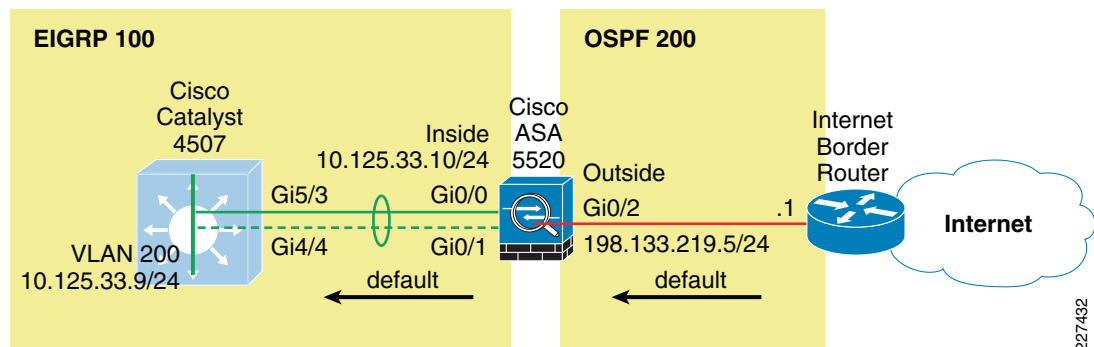 EIGRP 100
OSPF 200
Cisco
Catalyst
4507
Inside
10.125.33.10/24
Cisco
ASA
5520
Internet
Border
Router
Gi5/3
Gi0/0
Outside
Gi0/2
.1
Internet
Gi4/4
Gi0/1
198.133.219.5/24
VLAN 200
10.125.33.9/24
default
default
227432